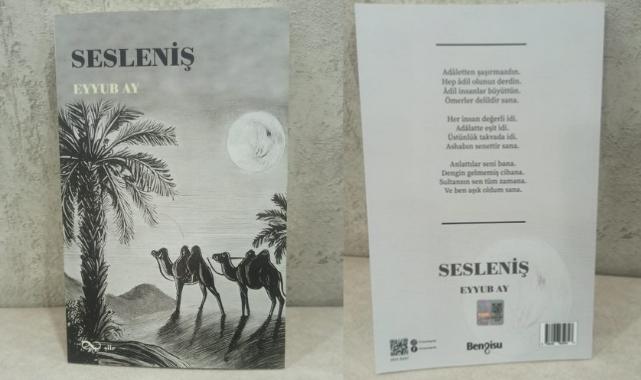 SESLENİŞ
EYYUB AY
şiir
Adâletten şaşırmazdın.
Hep âdil olunuz derdin.
Âdil insanlar büyüttün.
Ömerler delildir sana.
Her insan değerli idi.
Adâlette eşit idi.
Üstünlük takvada idi.
Ashabın senettir sana.
Anlattılar seni bana.
Dengin gelmemiş cihana.
Sultansın sen tüm zamana.
Ve ben aşık oldum sana.
SESLENİŞ
EYYUB AY
Bengisu